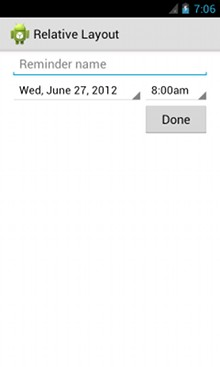 7:06
Relative Layout
Reminder name
Wed, June 27, 2012 8:00am
Done